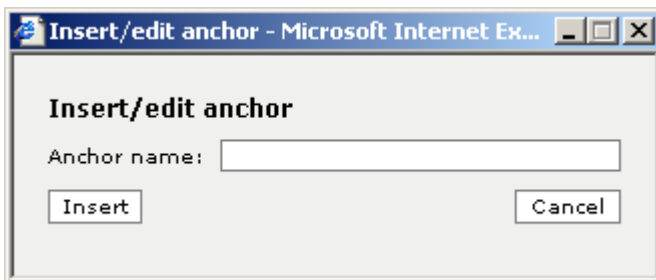 Insert/edit anchor - Microsoft Internet Ex...
Insert/edit anchor
Anchor name:
Insert Cancel